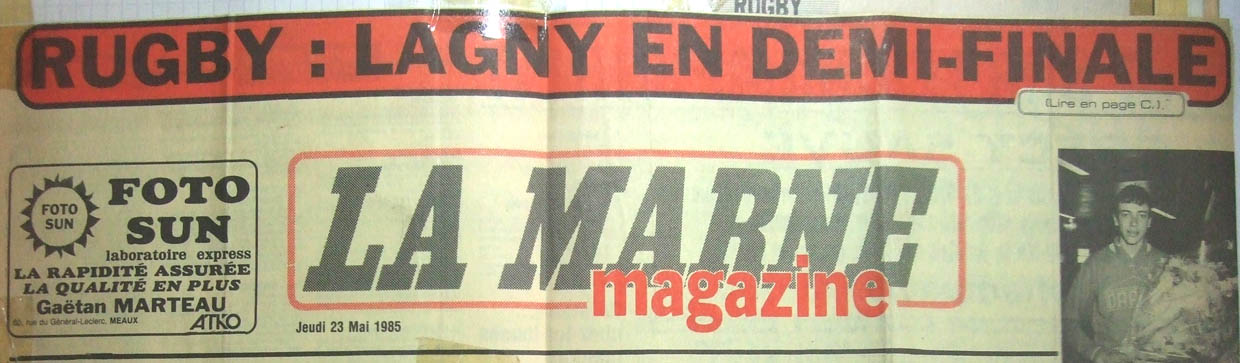 RUGBY
RUGBY : LAGNY EN DEMI-FINALE
(Lire en page C.).
FOTO
SUN
FOTO
SUN
laboratoire express
LA RAPIDITÉ ASSURÉE
LA QUALITÉ EN PLUS
Gaëtan MARTEAU
60, rue du Général-Leclerc, MEAUX
ATKO
LA MARNE
magazine
Jeudi 23 Mai 1985